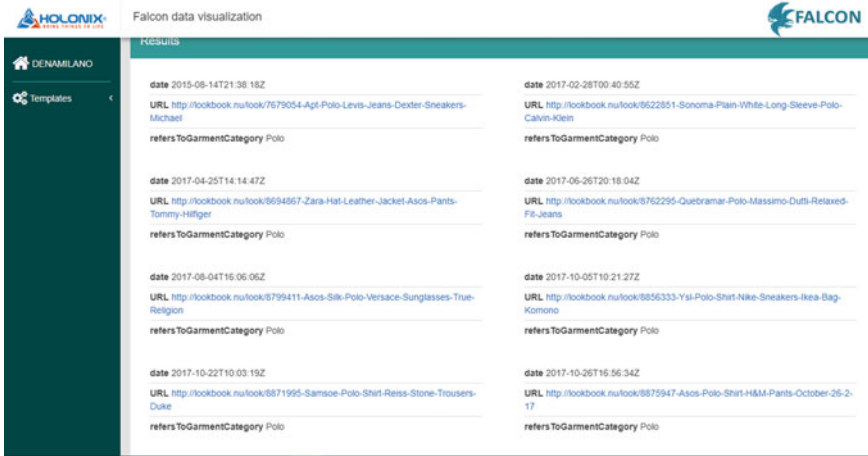 HOLONIX
BRING THINGS TO LIFE
Falcon data visualization
FALCON
Results
DENAMILANO
Templates
date 2015-08-14T21:38:18Z
URL http://lookbook.nu/look/7679054-Apt-Polo-Levis-Jeans-Dexter-Sneakers-
Michael
refersToGarmentCategory Polo
date 2017-02-28T00:40:55Z
URL http://lookbook.nu/look/8622851-Sonoma-Plain-White-Long-Sleeve-Polo-
Calvin-Klein
refersToGarmentCategory Polo
date 2017-04-25T14:14:47Z
URL http://lookbook.nu/look/8694867-Zara-Hat-Leather-Jacket-Asos-Pants-
Tommy-Hilfiger
refersToGarmentCategory Polo
date 2017-06-26T20:18:04Z
URL http://lookbook.nu/look/8762295-Quebramar-Polo-Massimo-Dutti-Relaxed-
Fit-Jeans
refersToGarmentCategory Polo
date 2017-08-04T16:06:06Z
URL http://lookbook.nu/look/8799411-Asos-Silk-Polo-Versace-Sunglasses-True-
Religion
refersToGarmentCategory Polo
date 2017-10-05T10:21:27Z
URL http://lookbook.nu/look/8856333-Ysl-Polo-Shirt-Nike-Sneakers-Ikea-Bag-
Komono
refersToGarmentCategory Polo
date 2017-10-22T10:03:19Z
URL http://lookbook.nu/look/8871995-Samsoe-Polo-Shirt-Reiss-Stone-Trousers-
Duke
refersToGarmentCategory Polo
date 2017-10-26T16:56:34Z
URL http://lookbook.nu/look/8875947-Asos-Polo-Shirt-H&M-Pants-October-26-2-
17
refersToGarmentCategory Polo